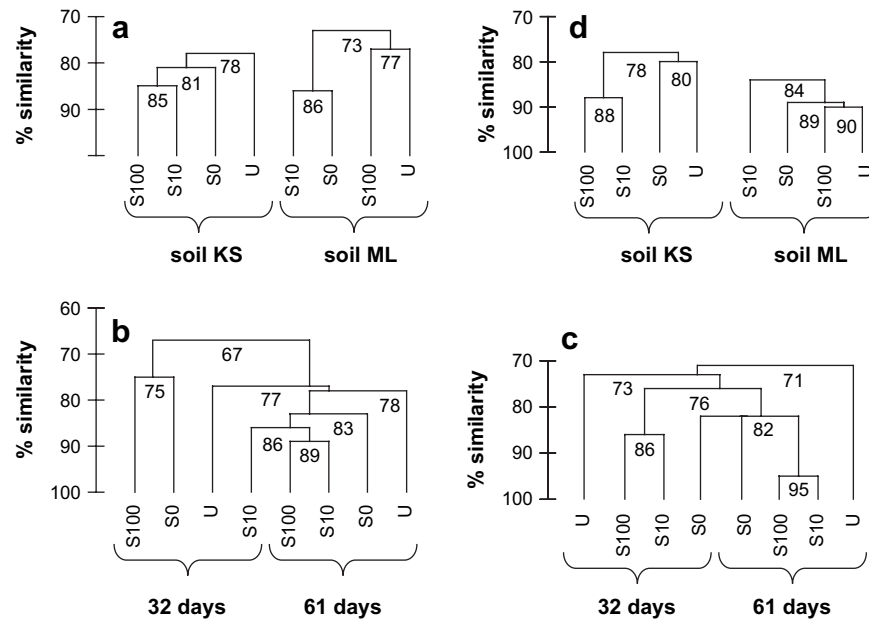 a
% similarity
70
80
90
85
81
78
86
73
77
S100 S10 S0 U S10 S0 S100 U
soil KS soil ML
d
% similarity
70
80
90
100
88
78
80
84
89
90
S100 S10 S0 U S10 S0 S100 U
soil KS soil ML
b
% similarity
60
70
80
90
100
67
75
77
78
86
83
89
S100 S0 U S10 S100 S10 S0 U
32 days 61 days
c
% similarity
70
80
90
100
73
71
76
86
82
95
U S100 S10 S0 S0 S100 S10 U
32 days 61 days